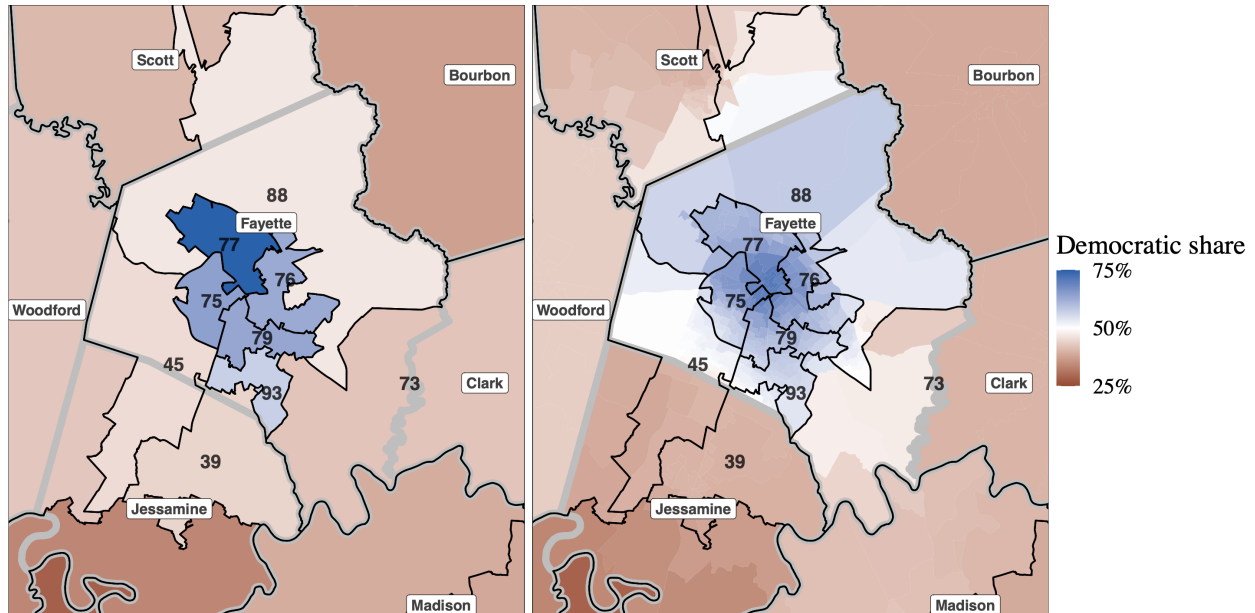 Scott
Bourbon
88
Fayette
77
76
75
Woodford
79
45
73
Clark
93
39
Jessamine
Madison
Scott
Bourbon
88
Fayette
77
76
75
Woodford
79
45
73
Clark
93
39
Jessamine
Madison
Democratic share
75%
50%
25%